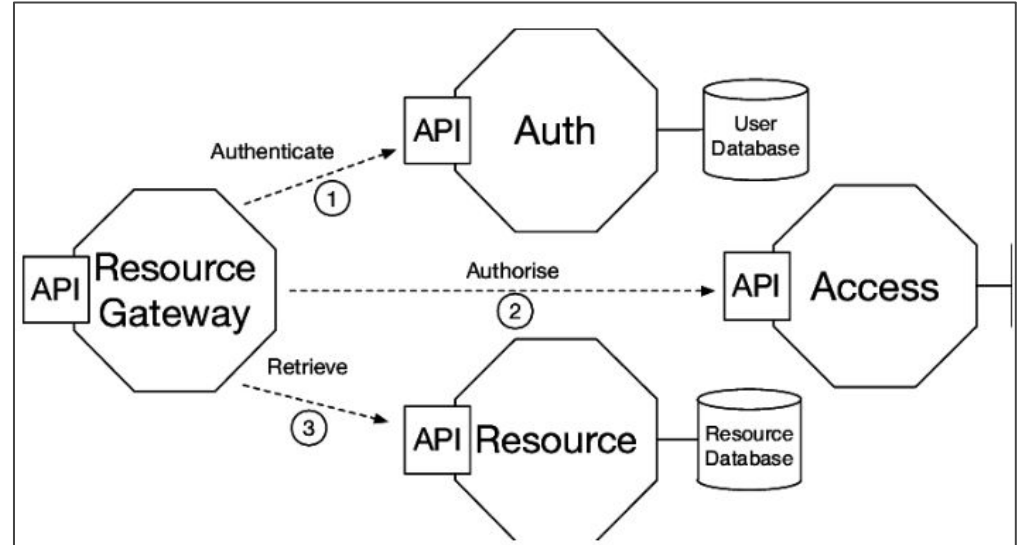 API
Auth
User
Database
Authenticate
1
API
Resource
Gateway
Authorise
2
API
Access
Retrieve
3
API
Resource
Resource
Database